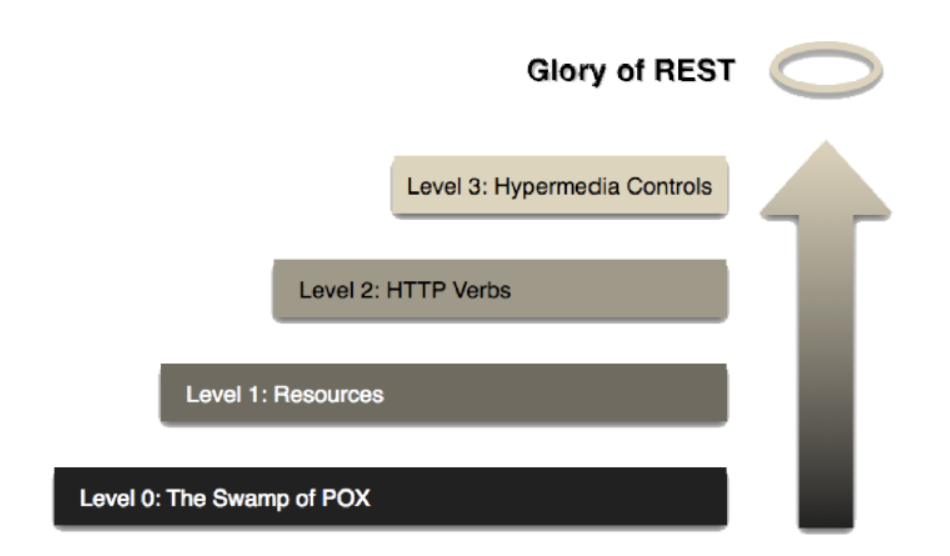 Glory of REST
Level 3: Hypermedia Controls
Level 2: HTTP Verbs
Level 1: Resources
Level 0: The Swamp of POX